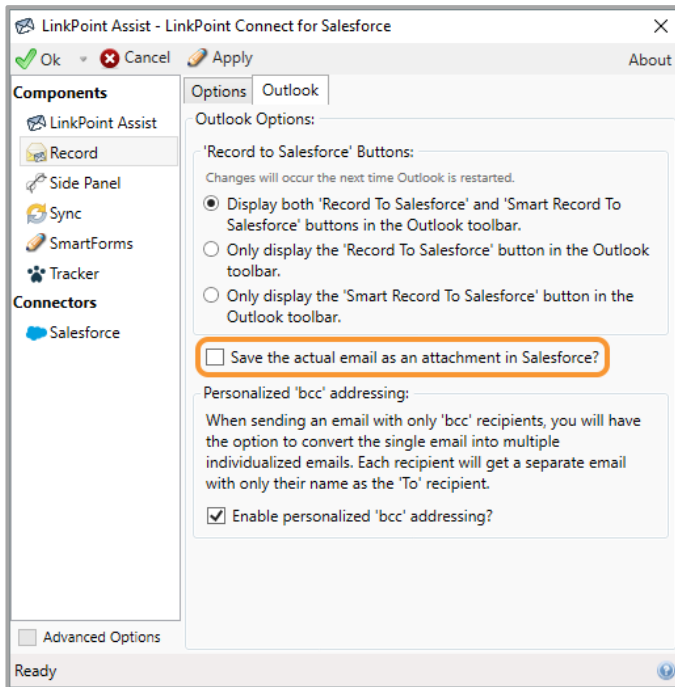 LinkPoint Assist - LinkPoint Connect for Salesforce
Ok Cancel Apply About
Components
LinkPoint Assist
Record
Side Panel
Sync
SmartForms
Tracker
Connectors
Salesforce
Options Outlook
Outlook Options:
'Record to Salesforce' Buttons:
Changes will occur the next time Outlook is restarted.
Display both 'Record To Salesforce' and 'Smart Record To
Salesforce' buttons in the Outlook toolbar.
Only display the 'Record To Salesforce' button in the Outlook
toolbar.
Only display the 'Smart Record To Salesforce' button in the
Outlook toolbar.
Save the actual email as an attachment in Salesforce?
Personalized 'bcc' addressing:
When sending an email with only 'bcc' recipients, you will have
the option to convert the single email into multiple
individualized emails. Each recipient will get a separate email
with only their name as the 'To' recipient.
Enable personalized 'bcc' addressing?
Advanced Options
Ready